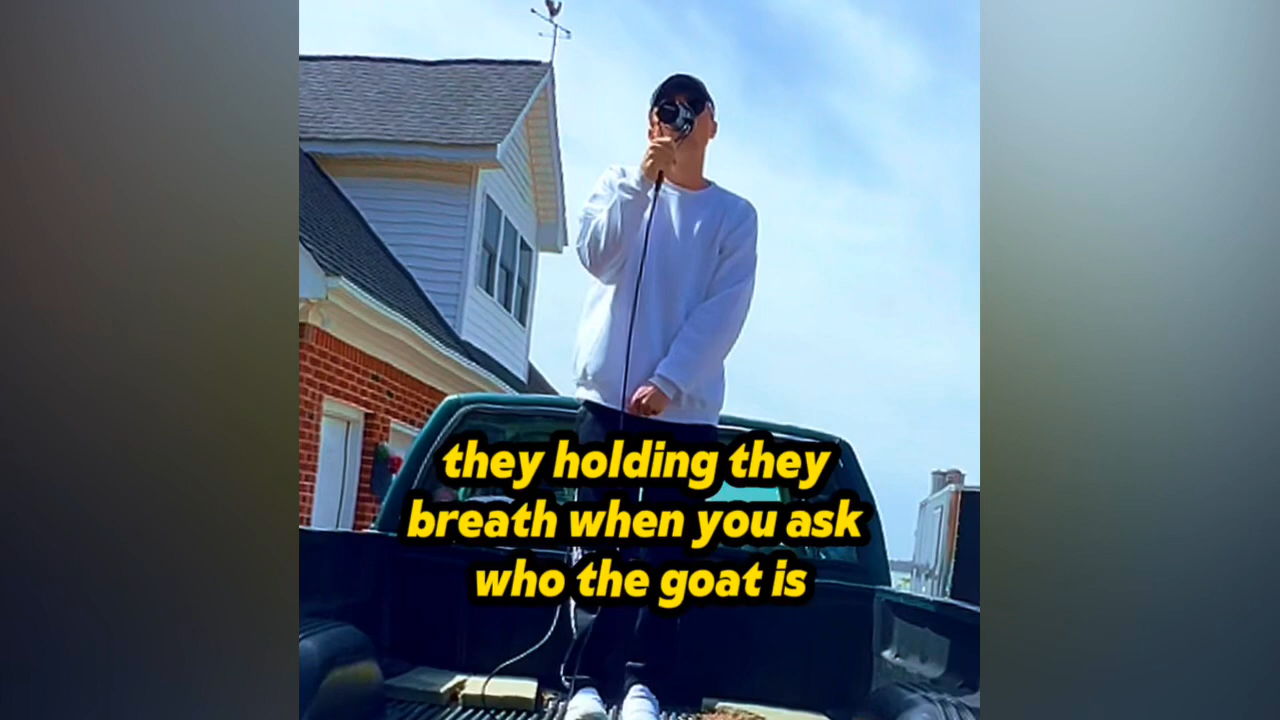 they holding they
breath when you ask
who the goat is